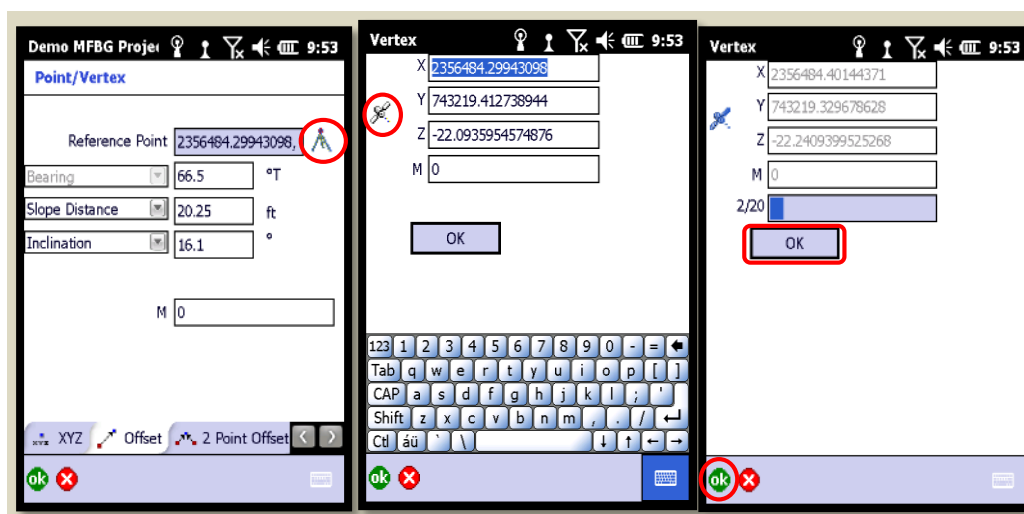 Demo MFBG Projec 9:53
Point/Vertex
Reference Point 2356484.29943098,
Bearing 66.5 °T
Slope Distance 20.25 ft
Inclination 16.1 °
M 0
XYZ Offset 2 Point Offset
ok
Vertex 9:53
X 2356484.29943098
Y 743219.412738944
Z -22.0935954574876
M 0
OK
123 1 2 3 4 5 6 7 8 9 0 - =
Tab q w e r t y u i o p [ ]
CAP a s d f g h j k l ; '
Shift z x c v b n m , . /
Ctl áü ` \
ok
Vertex 9:53
X 2356484.40144371
Y 743219.329678628
Z -22.2409399525268
M 0
2/20
OK
ok